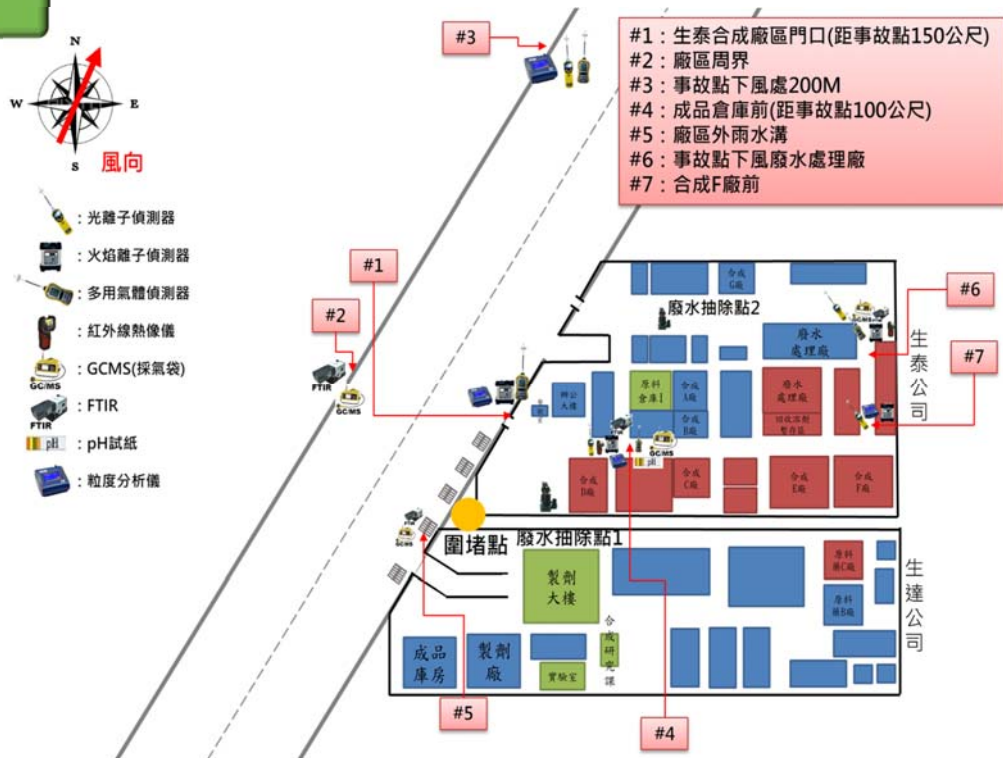 N
W
E
S
風向
：光離子偵測器
：火焰離子偵測器
：多用氣體偵測器
：紅外線熱像儀
GC/MS
：GCMS(採氣袋)
FTIR
：FTIR
pH
：pH試紙
：粒度分析儀
#1：生泰合成廠區門口(距事故點150公尺)
#2：廠區周界
#3：事故點下風處200M
#4：成品倉庫前(距事故點100公尺)
#5：廠區外雨水溝
#6：事故點下風廢水處理廠
#7：合成F廠前
#3
#1
#2
FTIR
GC/MS
合成
G廠
廢水抽除點2
#6
廢水
處理廠
生泰公司
#7
辦公
大樓
原料
倉庫1
合成
A廠
廢水
處理廠
合成
B廠
GC/MS
pH
合成
D廠
合成
C廠
合成
E廠
合成
F廠
圍堵點
廢水抽除點1
製劑
大樓
原料
藥C廠
原料
藥B廠
生達公司
合成研究課
成品
庫房
製劑
廠
實驗室
#5
#4